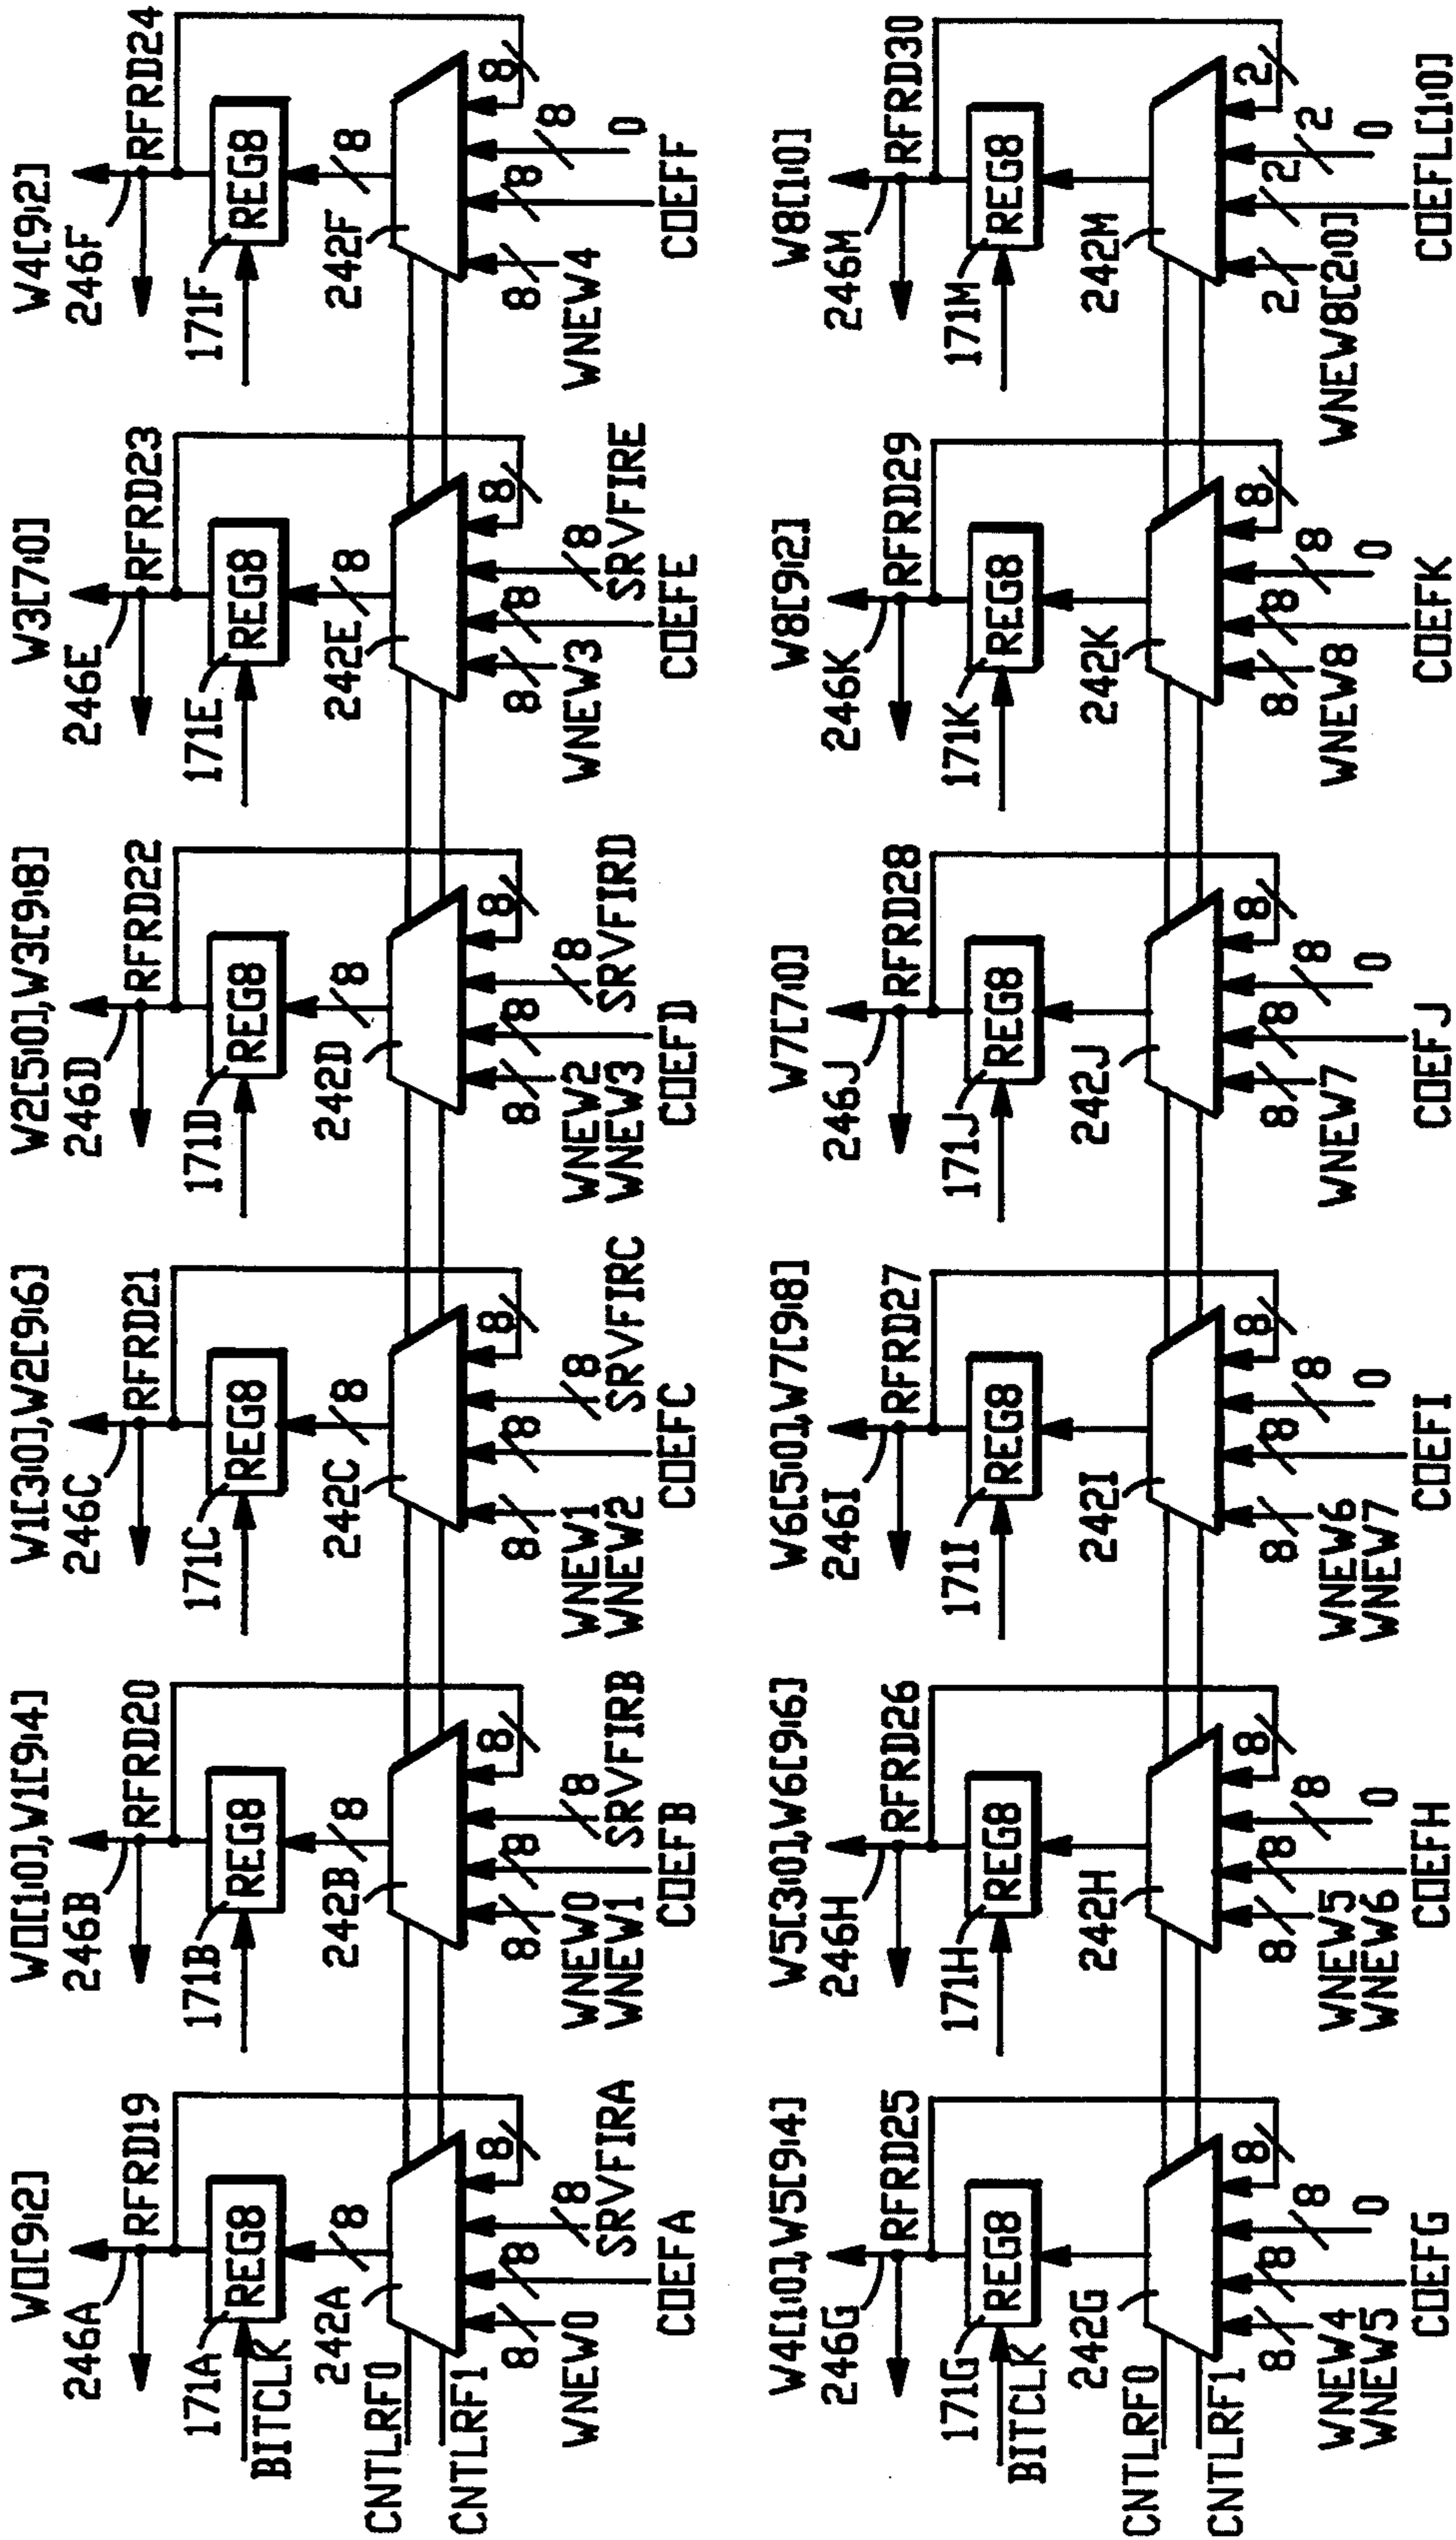 W0[9:2]
246A
RFRD19
171A
REG8
BITCLK
242A
8
CNTLRF0
CNTLRF1
8
8
8
8
WNEW0
SRVFIRA
COEFA
W0[1:0],W1[9:4]
246B
RFRD20
171B
REG8
242B
8
8
8
8
8
WNEW0
WNEW1
SRVFIRB
COEFB
W1[3:0],W2[9:6]
246C
RFRD21
171C
REG8
242C
8
8
8
8
8
WNEW1
WNEW2
SRVFIRC
COEFC
W2[5:0],W3[9:8]
246D
RFRD22
171D
REG8
242D
8
8
8
8
8
WNEW2
WNEW3
SRVFIRD
COEFD
W3[7:0]
246E
RFRD23
171E
REG8
242E
8
8
8
8
8
WNEW3
SRVFIRE
COEFE
W4[9:2]
246F
RFRD24
171F
REG8
242F
8
8
8
8
8
WNEW4
0
COEFF
W4[1:0],W5[9:4]
246G
RFRD25
171G
REG8
BITCLK
242G
CNTLRF0
CNTLRF1
8
8
8
8
WNEW4
WNEW5
0
COEFG
W5[3:0],W6[9:6]
246H
RFRD26
171H
REG8
242H
8
8
8
8
WNEW5
WNEW6
0
COEFH
W6[5:0],W7[9:8]
246I
RFRD27
171I
REG8
242I
8
8
8
8
WNEW6
WNEW7
0
COEFI
W7[7:0]
246J
RFRD28
171J
REG8
242J
8
8
8
8
WNEW7
0
COEFJ
W8[9:2]
246K
RFRD29
171K
REG8
242K
8
8
8
8
WNEW8
0
COEFK
W8[1:0]
246M
RFRD30
171M
REG8
242M
2
2
2
2
WNEW8[2:0]
0
COEFL[1:0]